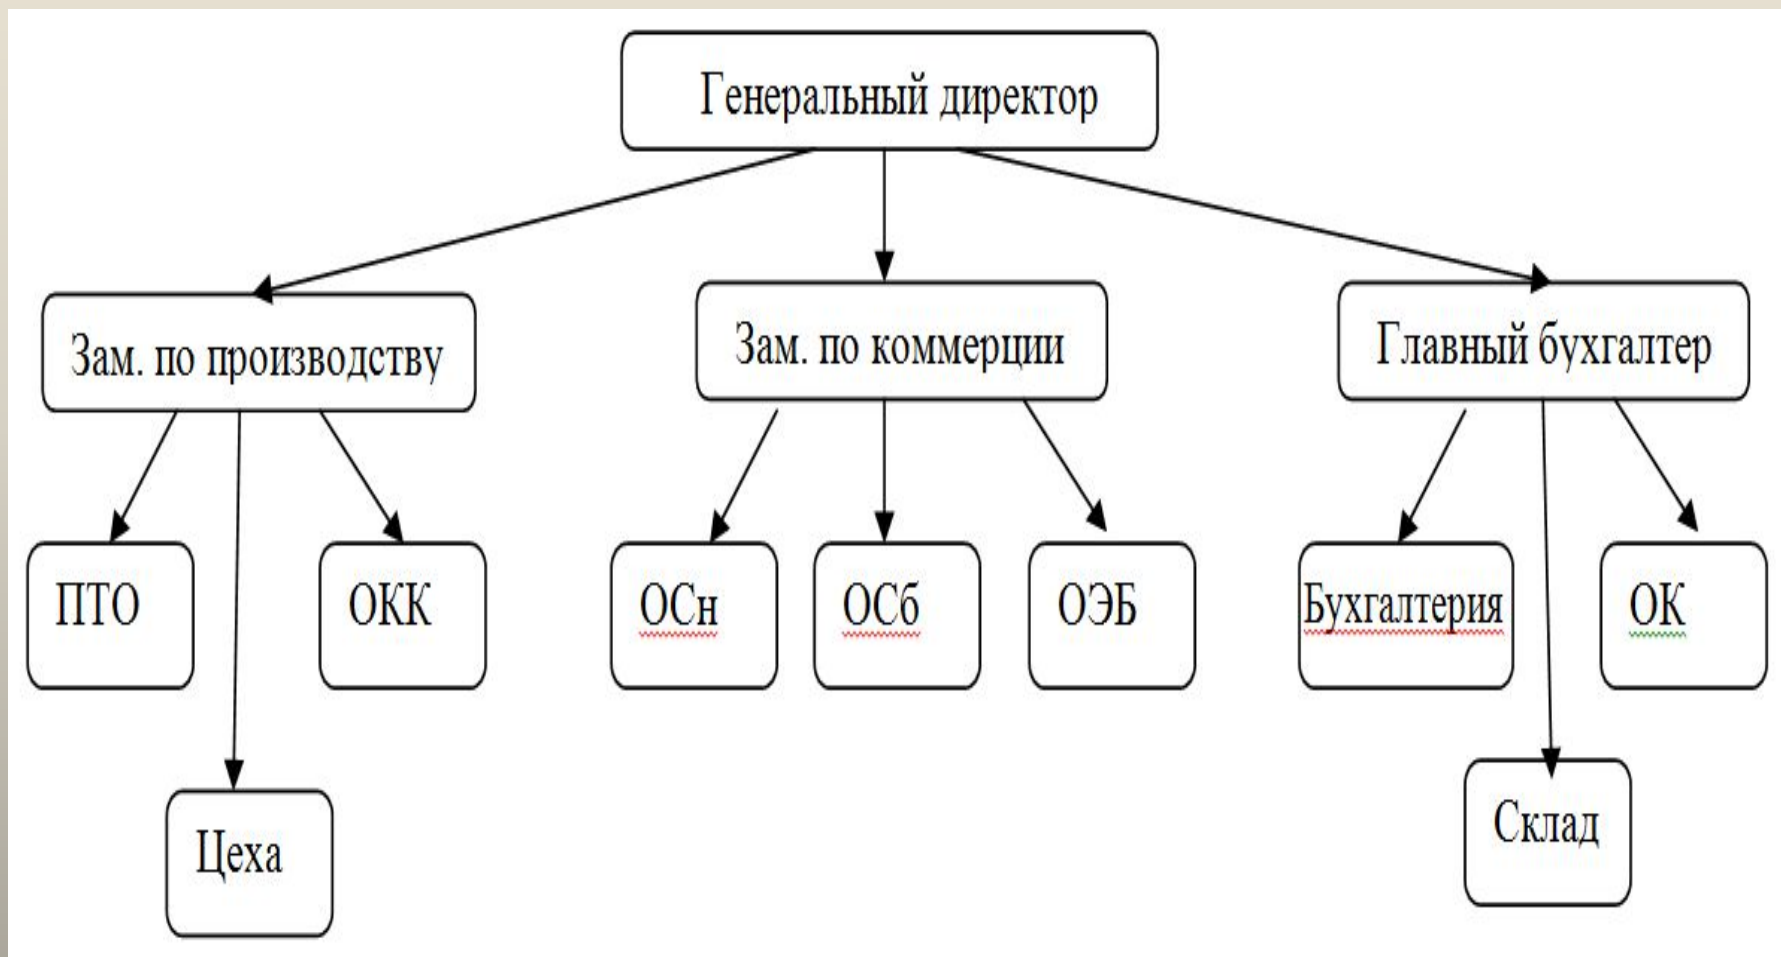 Генеральный директор
Зам. по производству
Зам. по коммерции
Главный бухгалтер
ПТО
ОКК
ОСн
ОСб
ОЭБ
Бухгалтерия
ОК
Цеха
Склад